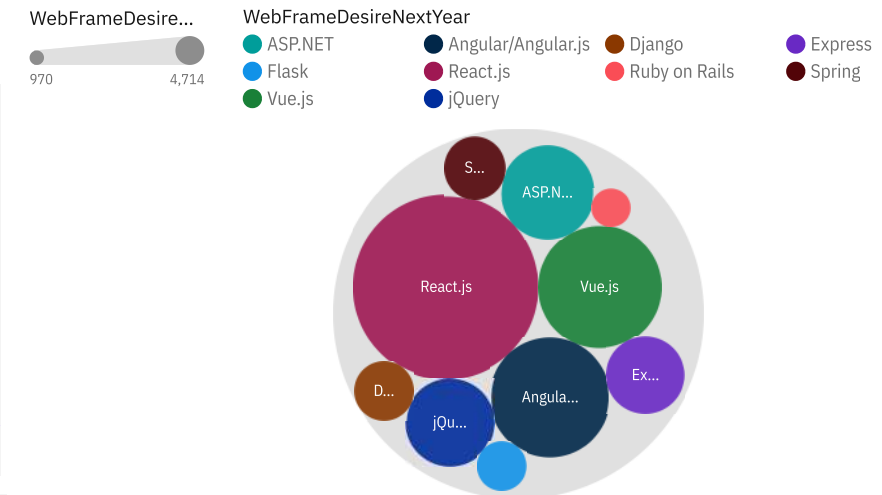 WebFrameDesire...
970
4,714
WebFrameDesireNextYear
ASP.NET
Angular/Angular.js
Django
Express
Flask
React.js
Ruby on Rails
Spring
Vue.js
jQuery
S...
ASP.N...
React.js
Vue.js
D...
jQu...
Angula...
Ex...